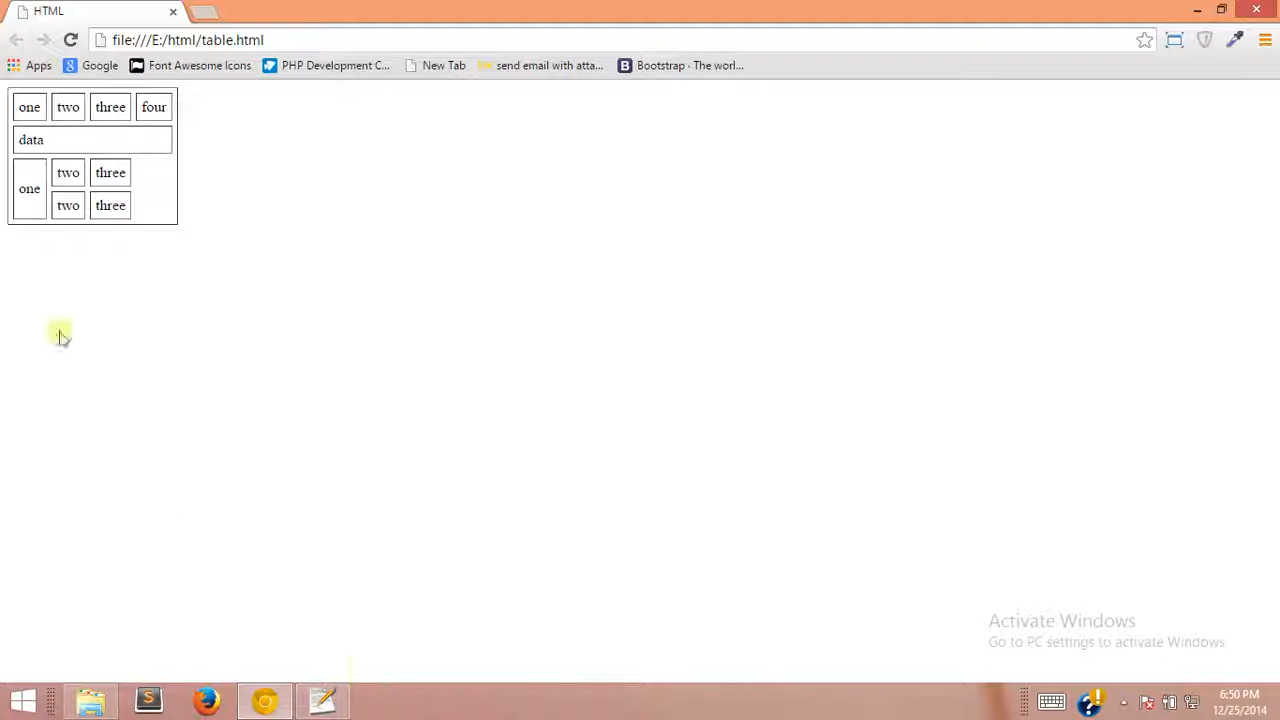 HTML
file:///E:/html/table.html
Apps Google Font Awesome Icons PHP Development C... New Tab send email with atta... Bootstrap · The worl...
one two three four
data
one two three
two three
Activate Windows
Go to PC settings to activate Windows.
6:50 PM
12/25/2014